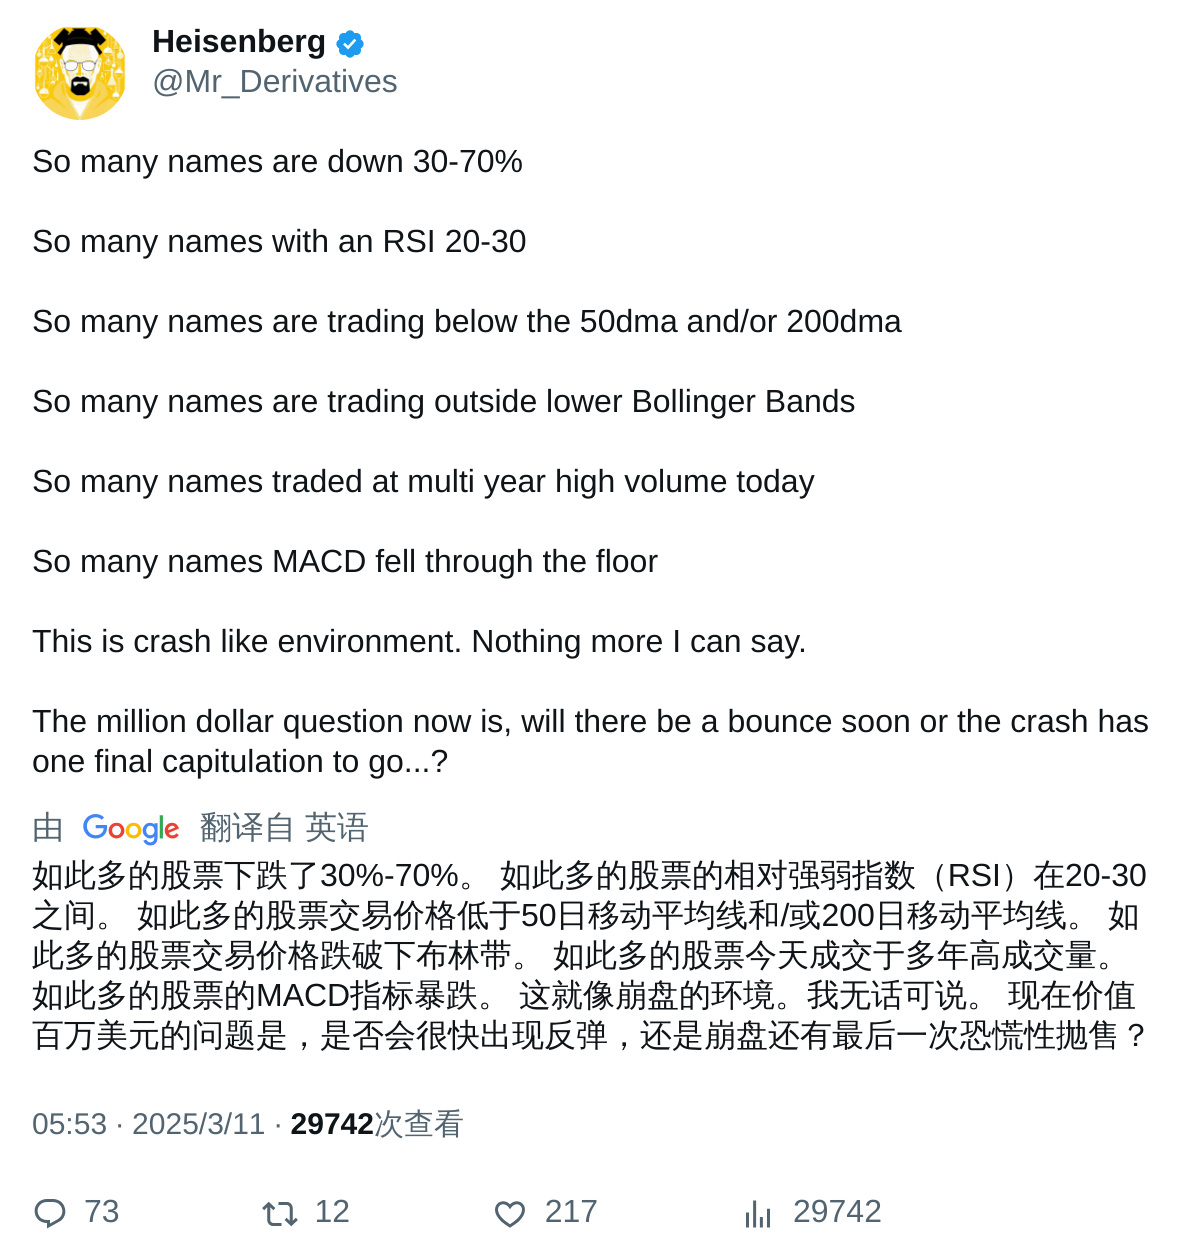 Heisenberg
@Mr_Derivatives
So many names are down 30-70%
So many names with an RSI 20-30
So many names are trading below the 50dma and/or 200dma
So many names are trading outside lower Bollinger Bands
So many names traded at multi year high volume today
So many names MACD fell through the floor
This is crash like environment. Nothing more I can say.
The million dollar question now is, will there be a bounce soon or the crash has
one final capitulation to go...?
由 Google 翻译自 英语
如此多的股票下跌了30%-70%。 如此多的股票的相对强弱指数（RSI）在20-30
之间。 如此多的股票交易价格低于50日移动平均线和/或200日移动平均线。 如
此多的股票交易价格跌破下布林带。 如此多的股票今天成交于多年高成交量。
如此多的股票的MACD指标暴跌。 这就像崩盘的环境。我无话可说。 现在价值
百万美元的问题是，是否会很快出现反弹，还是崩盘还有最后一次恐慌性抛售？
05:53 · 2025/3/11 · 29742次查看
73 12 217 29742